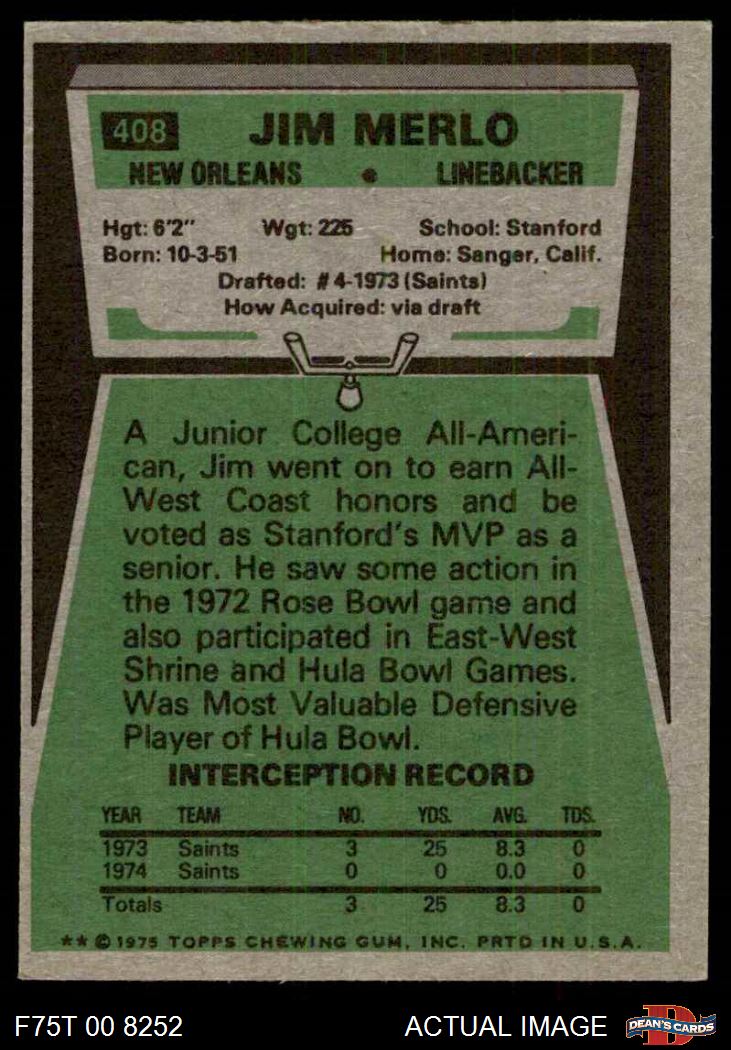 408 JIM MERLO
NEW ORLEANS • LINEBACKER
Hgt: 6'2" Wgt: 225 School: Stanford
Born: 10-3-51 Home: Sanger, Calif.
Drafted: #4-1973 (Saints)
How Acquired: via draft
A Junior College All-Ameri-
can, Jim went on to earn All-
West Coast honors and be
voted as Stanford's MVP as a
senior. He saw some action in
the 1972 Rose Bowl game and
also participated in East-West
Shrine and Hula Bowl Games.
Was Most Valuable Defensive
Player of Hula Bowl.
INTERCEPTION RECORD
YEAR TEAM NO. YDS. AVG. TDS.
1973 Saints 3 25 8.3 0
1974 Saints 0 0 0.0 0
Totals 3 25 8.3 0
** © 1975 TOPPS CHEWING GUM, INC. PRTD IN U.S.A.
F75T 00 8252 ACTUAL IMAGE D DEAN'S CARDS